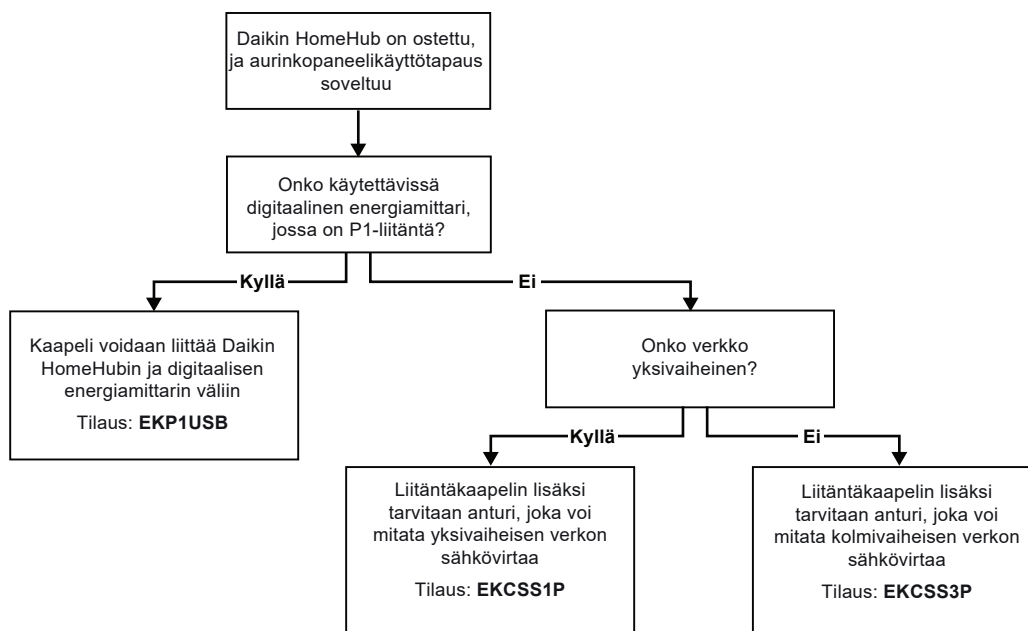 Daikin HomeHub on ostettu,
ja aurinkopaneelikäyttötapaus
soveltuu
Onko käytettävissä
digitaalinen energiamittari,
jossa on P1-liitäntä?
Kyllä
Ei
Kaapeli voidaan liittää Daikin
HomeHubin ja digitaalisen
energiamittarin väliin
Tilaus: EKP1USB
Onko verkko
yksivaiheinen?
Kyllä
Ei
Liitäntäkaapelin lisäksi
tarvitaan anturi, joka voi
mitata yksivaiheisen verkon
sähkövirtaa
Tilaus: EKCSS1P
Liitäntäkaapelin lisäksi
tarvitaan anturi, joka voi
mitata kolmivaiheisen verkon
sähkövirtaa
Tilaus: EKCSS3P